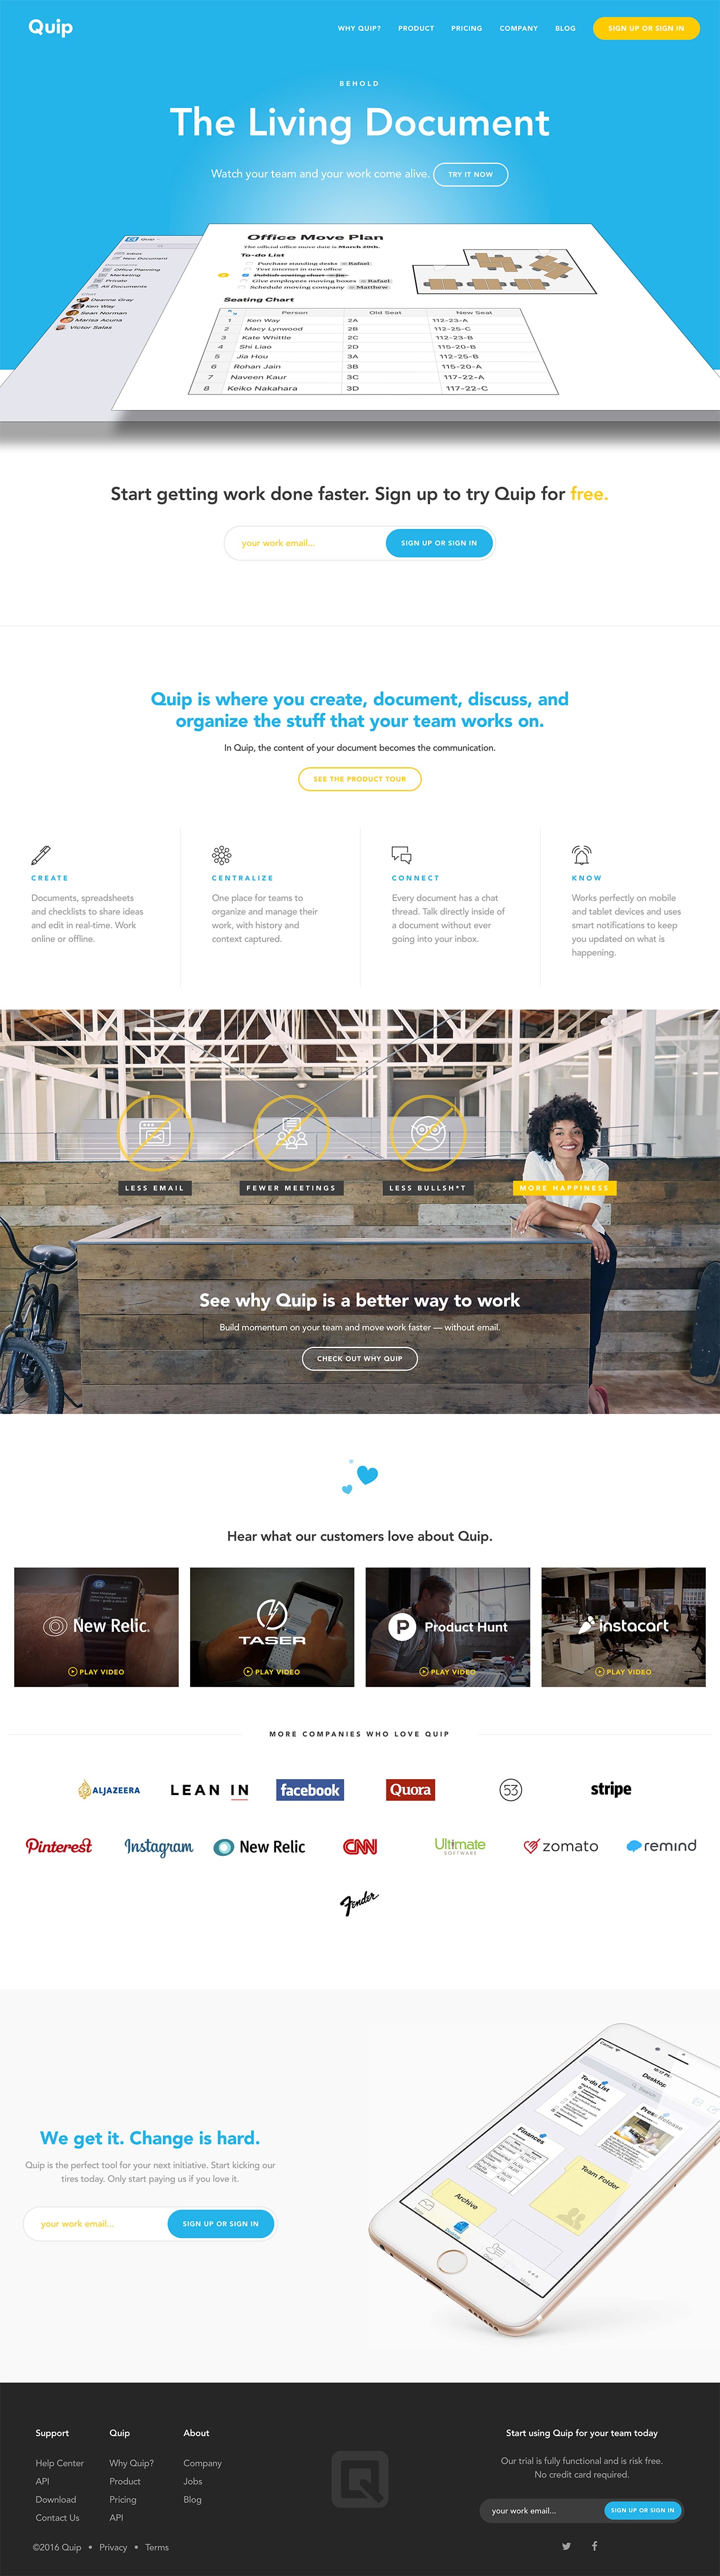 Quip
WHY QUIP? PRODUCT PRICING COMPANY BLOG SIGN UP OR SIGN IN
BEHOLD
The Living Document
Watch your team and your work come alive. TRY IT NOW
Quip
Inbox
New Document
Documents
Office Planning
Marketing
Private
All Documents
Chat
Deanne Gray
Ken Way
Sean Norman
Marisa Acuna
Victor Salas
Office Move Plan
The official office move date is March 20th.
To-do List
Purchase standing desks @Rafael
Test internet in new office
Publish seating chart
Give employees moving boxes @Rafael
Schedule moving company @Matthew
Seating Chart
Person Old Seat New Seat
1 Ken Way 2A 112-23-A
2 Macy Lynwood 2B 112-25-C
3 Kate Whittle 2C 112-23-B
4 Shi Liao 2D 115-20-B
5 Jia Hou 3A 112-25-B
6 Rohan Jain 3B 115-20-A
7 Naveen Kaur 3C 117-22-A
8 Keiko Nakahara 3D 117-22-C
Start getting work done faster. Sign up to try Quip for free.
your work email... SIGN UP OR SIGN IN
Quip is where you create, document, discuss, and
organize the stuff that your team works on.
In Quip, the content of your document becomes the communication.
SEE THE PRODUCT TOUR
CREATE
Documents, spreadsheets
and checklists to share ideas
and edit in real-time. Work
online or offline.
CENTRALIZE
One place for teams to
organize and manage their
work, with history and
context captured.
CONNECT
Every document has a chat
thread. Talk directly inside of
a document without ever
going into your inbox.
KNOW
Works perfectly on mobile
and tablet devices and uses
smart notifications to keep
you updated on what is
happening.
LESS EMAIL FEWER MEETINGS LESS BULLSH*T MORE HAPPINESS
See why Quip is a better way to work
Build momentum on your team and move work faster — without email.
CHECK OUT WHY QUIP
Hear what our customers love about Quip.
New Relic.
PLAY VIDEO
TASER
PLAY VIDEO
P Product Hunt
PLAY VIDEO
instacart
PLAY VIDEO
MORE COMPANIES WHO LOVE QUIP
ALJAZEERA LEAN IN facebook Quora 53 stripe
Pinterest Instagram New Relic CNN Ultimate SOFTWARE zomato remind
Fender
We get it. Change is hard.
Quip is the perfect tool for your next initiative. Start kicking our
tires today. Only start paying us if you love it.
your work email... SIGN UP OR SIGN IN
Carrier
10:17 PM
Desktop
Search
To-do List
Press Release
Finances
Team Folder
Archive
Inbox
Desktop
Chat
More
Support
Help Center
API
Download
Contact Us
Quip
Why Quip?
Product
Pricing
API
About
Company
Jobs
Blog
Start using Quip for your team today
Our trial is fully functional and is risk free.
No credit card required.
your work email... SIGN UP OR SIGN IN
©2016 Quip • Privacy • Terms